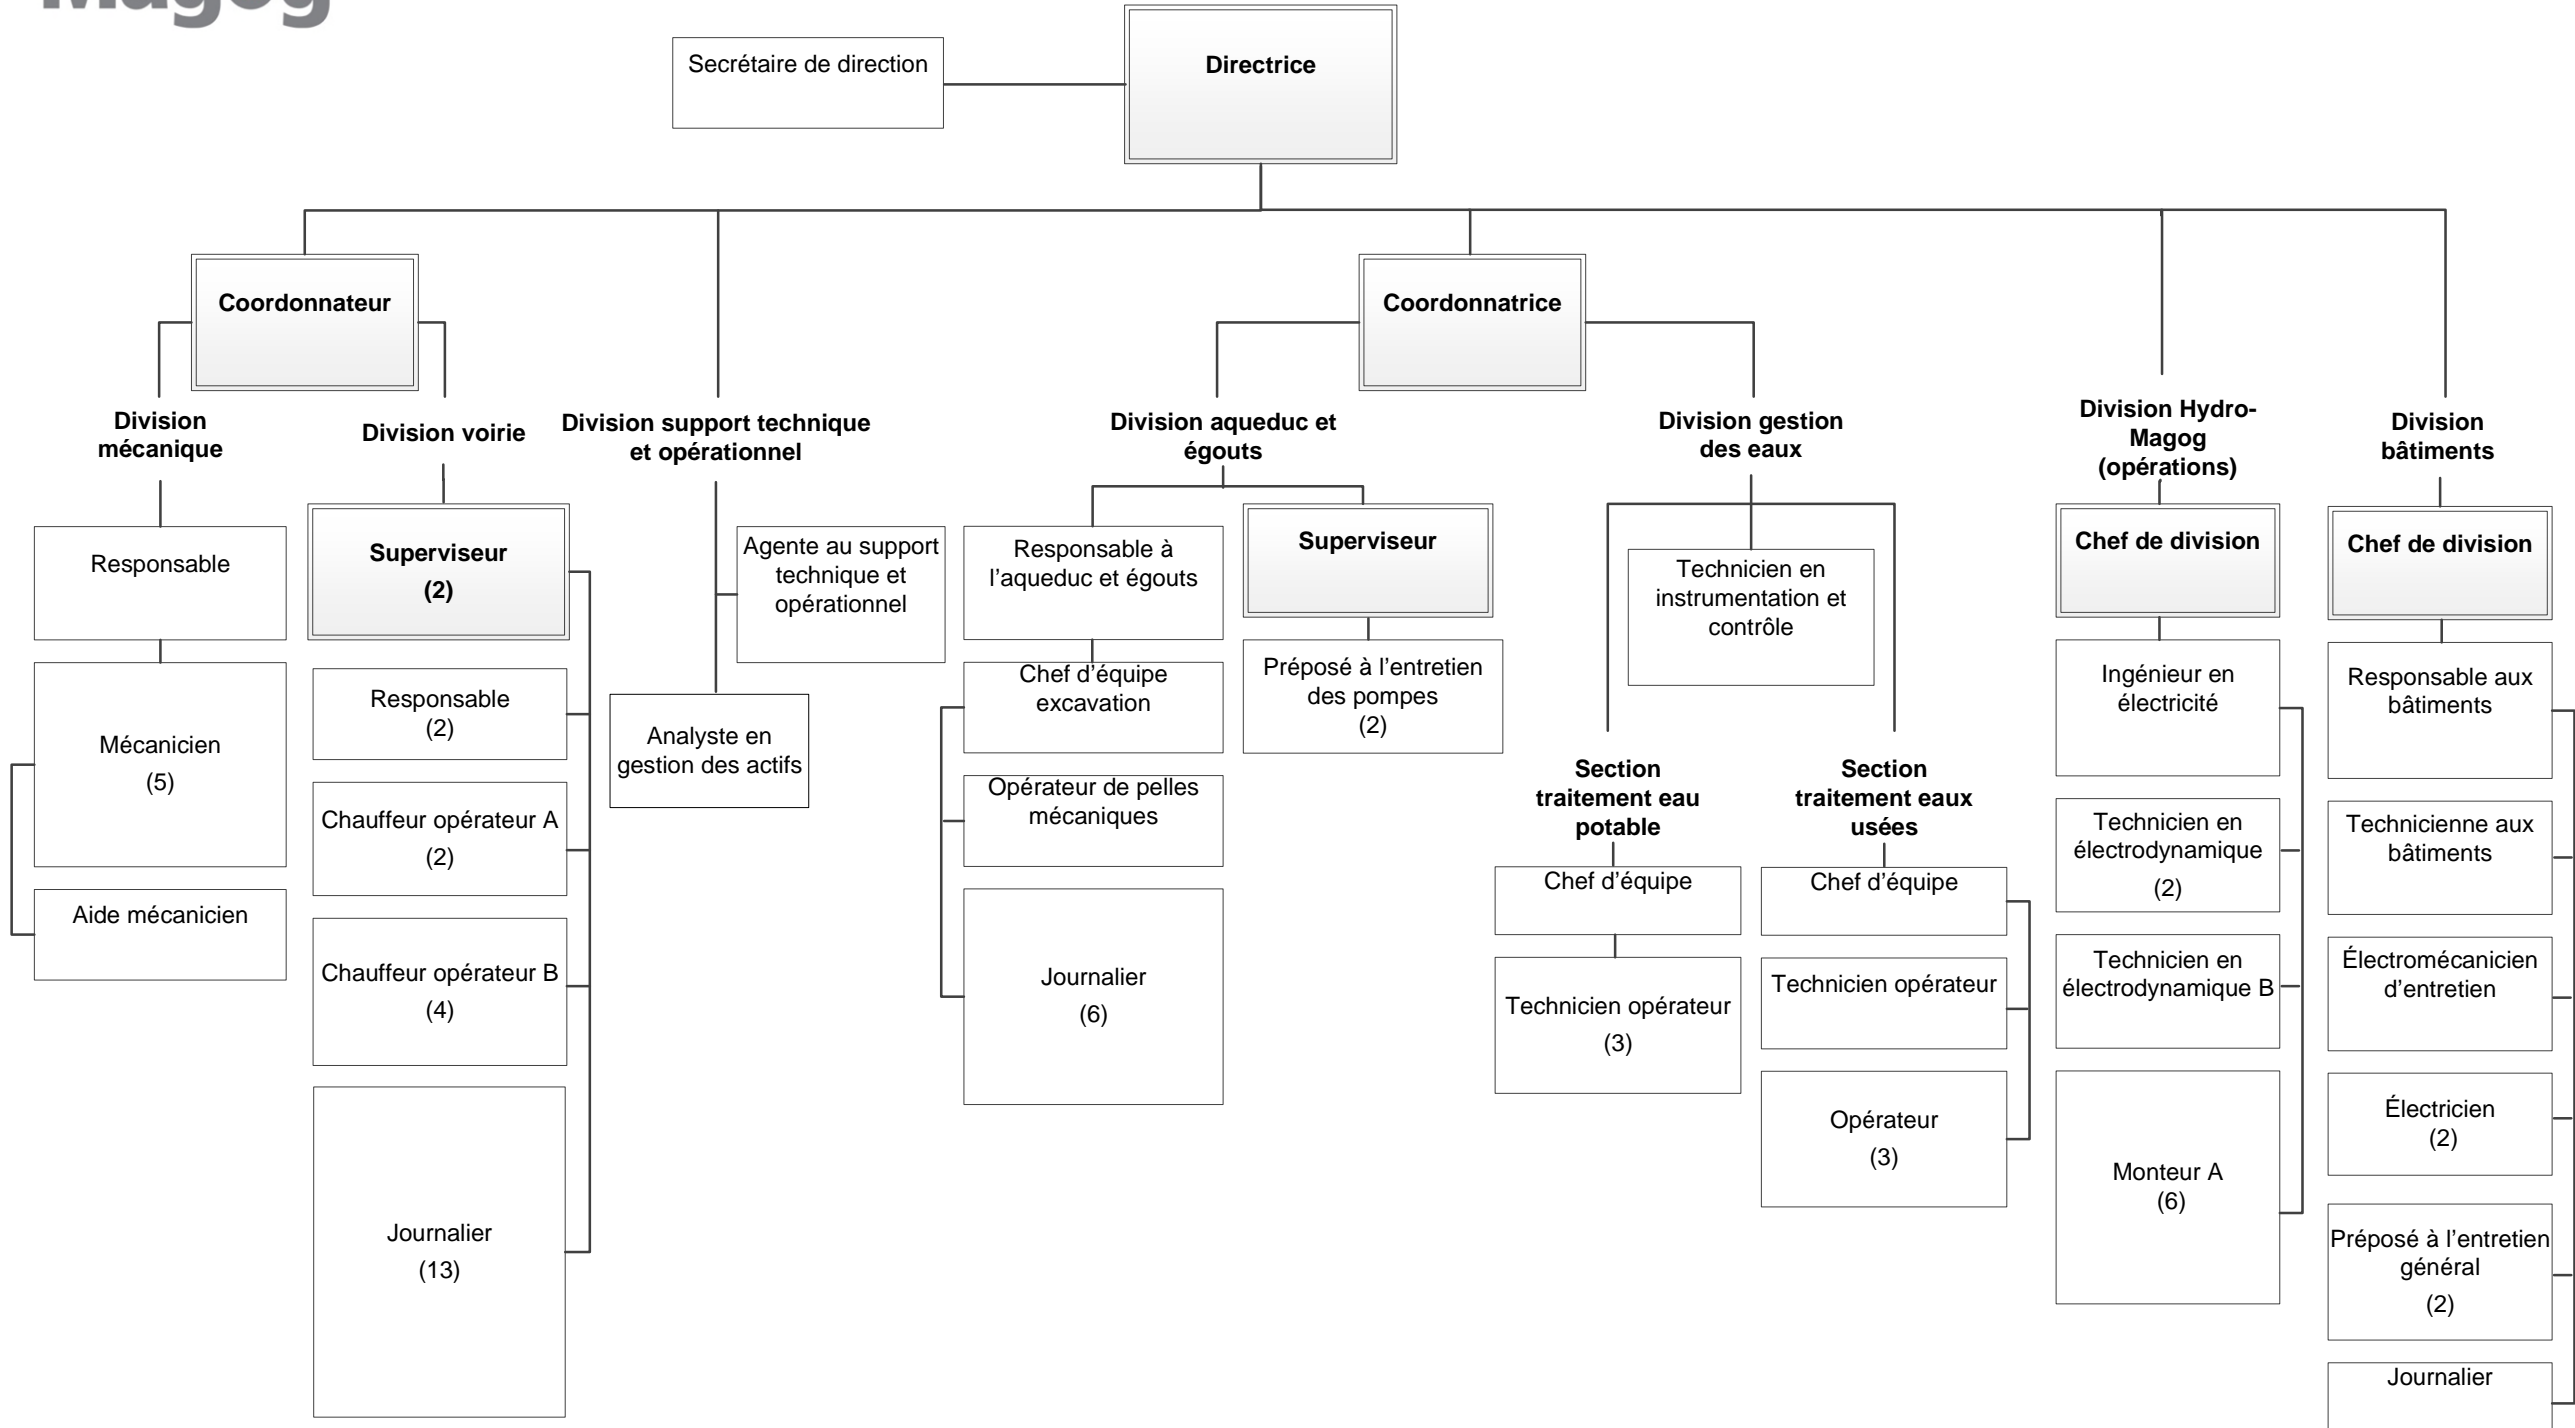 Magog
Secrétaire de direction
Directrice
Coordonnateur
Coordonnatrice
Division
mécanique
Division voirie
Division support technique
et opérationnel
Division aqueduc et
égouts
Division gestion
des eaux
Division Hydro-
Magog
(opérations)
Division
bâtiments
Responsable
Mécanicien
(5)
Aide mécanicien
Superviseur
(2)
Responsable
(2)
Chauffeur opérateur A
(2)
Chauffeur opérateur B
(4)
Journalier
(13)
Agente au support
technique et
opérationnel
Analyste en
gestion des actifs
Responsable à
l’aqueduc et égouts
Chef d’équipe
excavation
Opérateur de pelles
mécaniques
Journalier
(6)
Superviseur
Préposé à l’entretien
des pompes
(2)
Technicien en
instrumentation et
contrôle
Section
traitement eau
potable
Chef d’équipe
Technicien opérateur
(3)
Section
traitement eaux
usées
Chef d’équipe
Technicien opérateur
Opérateur
(3)
Chef de division
Ingénieur en
électricité
Technicien en
électrodynamique
(2)
Technicien en
électrodynamique B
Monteur A
(6)
Chef de division
Responsable aux
bâtiments
Technicienne aux
bâtiments
Électromécanicien
d’entretien
Électricien
(2)
Préposé à l’entretien
général
(2)
Journalier